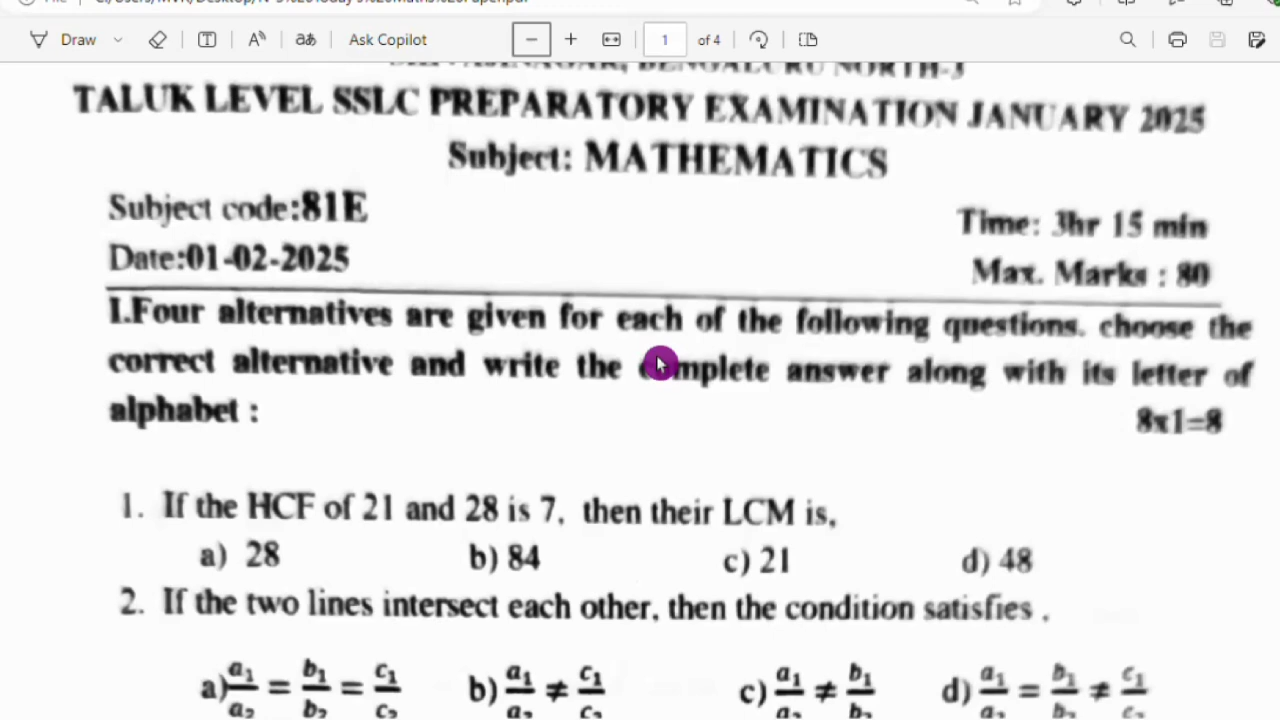 Draw
Ask Copilot
1 of 4
BENGALURU NORTH-3
TALUK LEVEL SSLC PREPARATORY EXAMINATION JANUARY 2025
Subject: MATHEMATICS
Subject code:81E
Time: 3hr 15 min
Date:01-02-2025
Max. Marks : 80
I.Four alternatives are given for each of the following questions. choose the
correct alternative and write the complete answer along with its letter of
alphabet :
8x1=8
1. If the HCF of 21 and 28 is 7, then their LCM is,
a) 28 b) 84 c) 21 d) 48
2. If the two lines intersect each other, then the condition satisfies .
a) a₁/a₂ = b₁/b₂ = c₁/c₂ b) a₁/a₂ ≠ c₁/c₂ c) a₁/a₂ ≠ b₁/b₂ d) a₁/a₂ = b₁/b₂ ≠ c₁/c₂